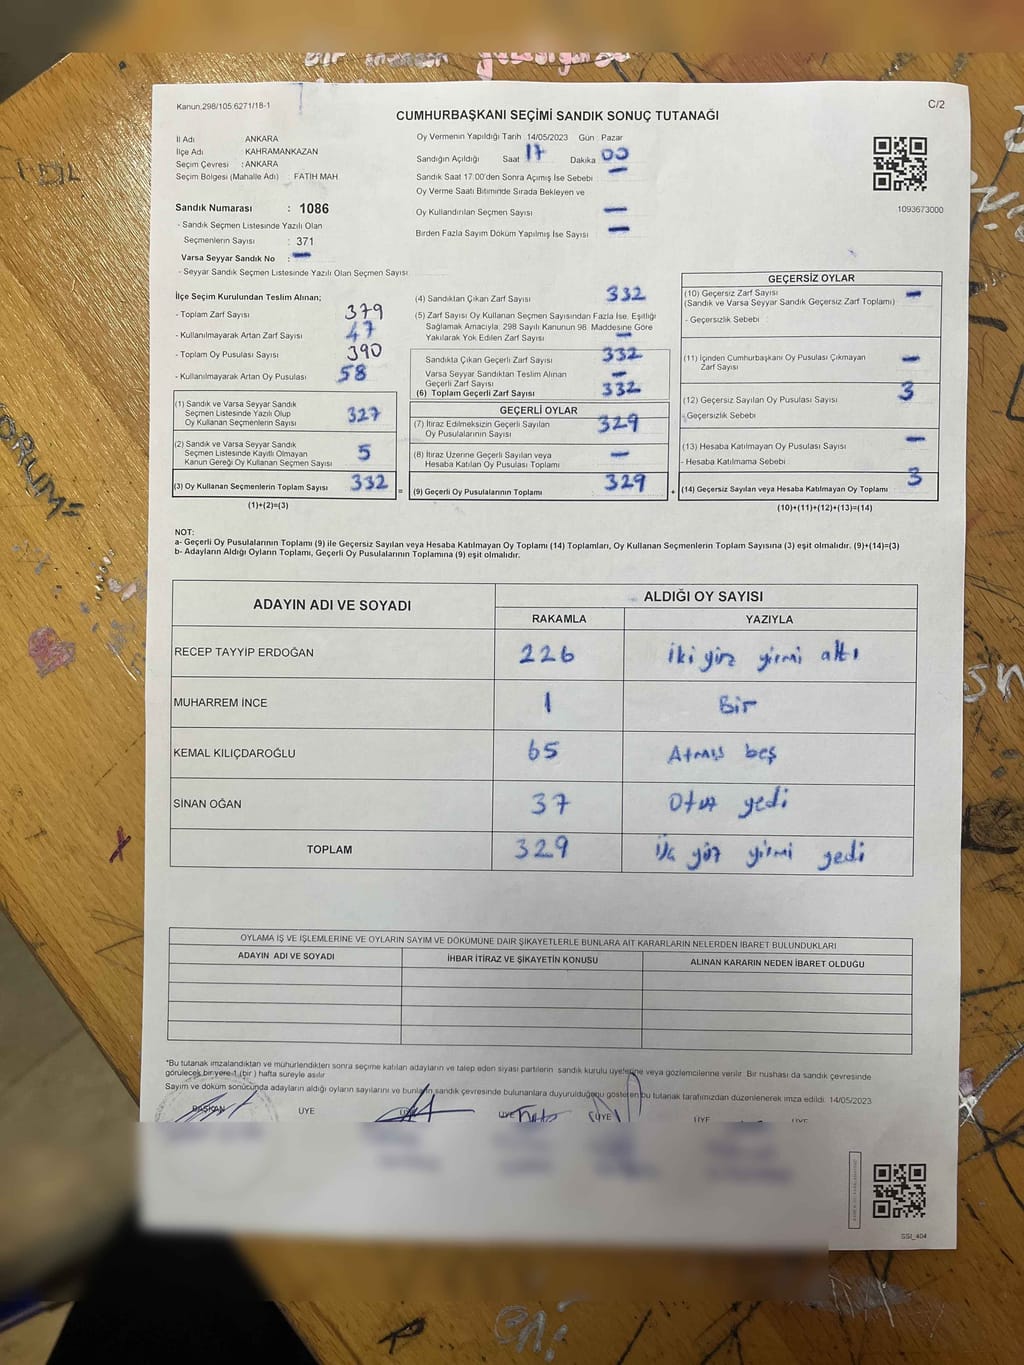 Kanun,298/105 6271/18-1
C/2
CUMHURBAŞKANI SEÇİMİ SANDIK SONUÇ TUTANAĞI
İl Adı ANKARA
İlçe Adı KAHRAMANKAZAN
Seçim Çevresi : ANKARA
Seçim Bölgesi (Mahalle Adı) : FATIH MAH
Oy Vermenin Yapıldığı Tarih 14/05/2023 Gün : Pazar
Sandığın Açıldığı Saat 17 Dakika 00
Sandık Saat 17:00'den Sonra Açımış İse Sebebi —
Oy Verme Saati Bitiminde Sırada Bekleyen ve
Oy Kullandırılan Seçmen Sayısı —
Birden Fazla Sayım Döküm Yapılmış İse Sayısı —
1093673000
Sandık Numarası : 1086
- Sandık Seçmen Listesinde Yazılı Olan
Seçmenlerin Sayısı : 371
Varsa Seyyar Sandık No : —
- Seyyar Sandık Seçmen Listesinde Yazılı Olan Seçmen Sayısı
İlçe Seçim Kurulundan Teslim Alınan;
- Toplam Zarf Sayısı 379
- Kullanılmayarak Artan Zarf Sayısı 47
- Toplam Oy Pusulası Sayısı 390
- Kullanılmayarak Artan Oy Pusulası 58
(1) Sandık ve Varsa Seyyar Sandık
Seçmen Listesinde Yazılı Olup
Oy Kullanan Seçmenlerin Sayısı 327
(2) Sandık ve Varsa Seyyar Sandık
Seçmen Listesinde Kayıtlı Olmayan
Kanun Gereği Oy Kullanan Seçmen Sayısı 5
(3) Oy Kullanan Seçmenlerin Toplam Sayısı 332 =
(1)+(2)=(3)
(4) Sandıktan Çıkan Zarf Sayısı 332
(5) Zarf Sayısı Oy Kullanan Seçmen Sayısından Fazla İse, Eşitliği
Sağlamak Amacıyla; 298 Sayılı Kanunun 98. Maddesine Göre
Yakılarak Yok Edilen Zarf Sayısı —
Sandıkta Çıkan Geçerli Zarf Sayısı 332
Varsa Seyyar Sandıktan Teslim Alınan
Geçerli Zarf Sayısı —
(6) Toplam Geçerli Zarf Sayısı 332
GEÇERLİ OYLAR
(7) İtiraz Edilmeksizin Geçerli Sayılan
Oy Pusulalarının Sayısı 329
(8) İtiraz Üzerine Geçerli Sayılan veya
Hesaba Katılan Oy Pusulası Toplamı —
(9) Geçerli Oy Pusulalarının Toplamı 329 +
GEÇERSİZ OYLAR
(10) Geçersiz Zarf Sayısı —
(Sandık ve Varsa Seyyar Sandık Geçersiz Zarf Toplamı)
- Geçersizlik Sebebi
(11) İçinden Cumhurbaşkanı Oy Pusulası Çıkmayan
Zarf Sayısı —
(12) Geçersiz Sayılan Oy Pusulası Sayısı 3
Geçersizlik Sebebi
(13) Hesaba Katılmayan Oy Pusulası Sayısı —
- Hesaba Katılmama Sebebi
(14) Geçersiz Sayılan veya Hesaba Katılmayan Oy Toplamı 3
(10)+(11)+(12)+(13)=(14)
NOT:
a- Geçerli Oy Pusulalarının Toplamı (9) ile Geçersiz Sayılan veya Hesaba Katılmayan Oy Toplamı (14) Toplamları, Oy Kullanan Seçmenlerin Toplam Sayısına (3) eşit olmalıdır. (9)+(14)=(3)
b- Adayların Aldığı Oyların Toplamı, Geçerli Oy Pusulalarının Toplamına (9) eşit olmalıdır.
ADAYIN ADI VE SOYADI ALDIĞI OY SAYISI
RAKAMLA YAZIYLA
RECEP TAYYİP ERDOĞAN 226 iki yüz yirmi altı
MUHARREM İNCE 1 Bir
KEMAL KILIÇDAROĞLU 65 Atmış beş
SİNAN OĞAN 37 Otuz yedi
TOPLAM 329 üç yüz yirmi yedi
OYLAMA İŞ VE İŞLEMLERİNE VE OYLARIN SAYIM VE DÖKÜMÜNE DAİR ŞİKAYETLERLE BUNLARA AİT KARARLARIN NELERDEN İBARET BULUNDUKLARI
ADAYIN ADI VE SOYADI İHBAR İTİRAZ VE ŞİKAYETİN KONUSU ALINAN KARARIN NEDEN İBARET OLDUĞU
*Bu tutanak imzalandıktan ve mühürlendikten sonra seçime katılan adayların ve talep eden siyasi partilerin sandık kurulu üyelerine veya gözlemcilerine verilir. Bir nushası da sandık çevresinde
görülecek bir yere 1 (bir ) hafta süreyle asılır
Sayım ve döküm sonucunda adayların aldığı oyların sayılarını ve bunların sandık çevresinde bulunanlara duyurulduğunu gösteren bu tutanak tarafımızdan düzenlenerek imza edildi. 14/05/2023
BAŞKAN ÜYE ÜYE ÜYE ÜYE ÜYE ÜYE
SSI_404